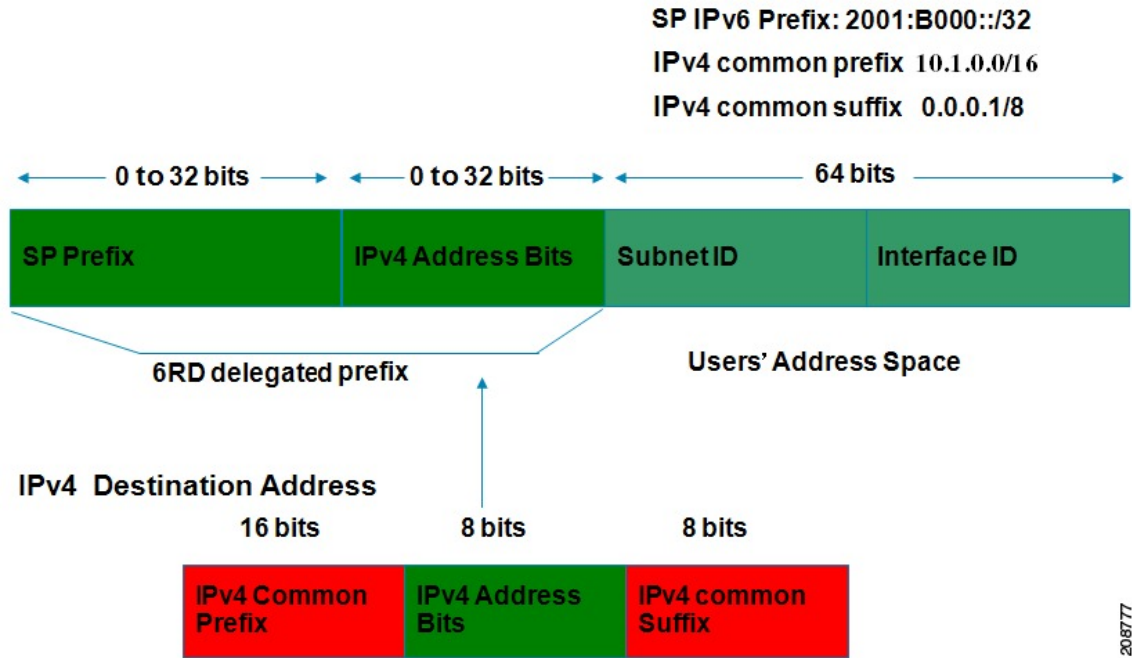 SP IPv6 Prefix: 2001:B000::/32
IPv4 common prefix 10.1.0.0/16
IPv4 common suffix 0.0.0.1/8
0 to 32 bits
0 to 32 bits
64 bits
SP Prefix
IPv4 Address Bits
Subnet ID
Interface ID
6RD delegated prefix
Users' Address Space
IPv4 Destination Address
16 bits
8 bits
8 bits
IPv4 Common
Prefix
IPv4 Address
Bits
IPv4 common
Suffix
208777